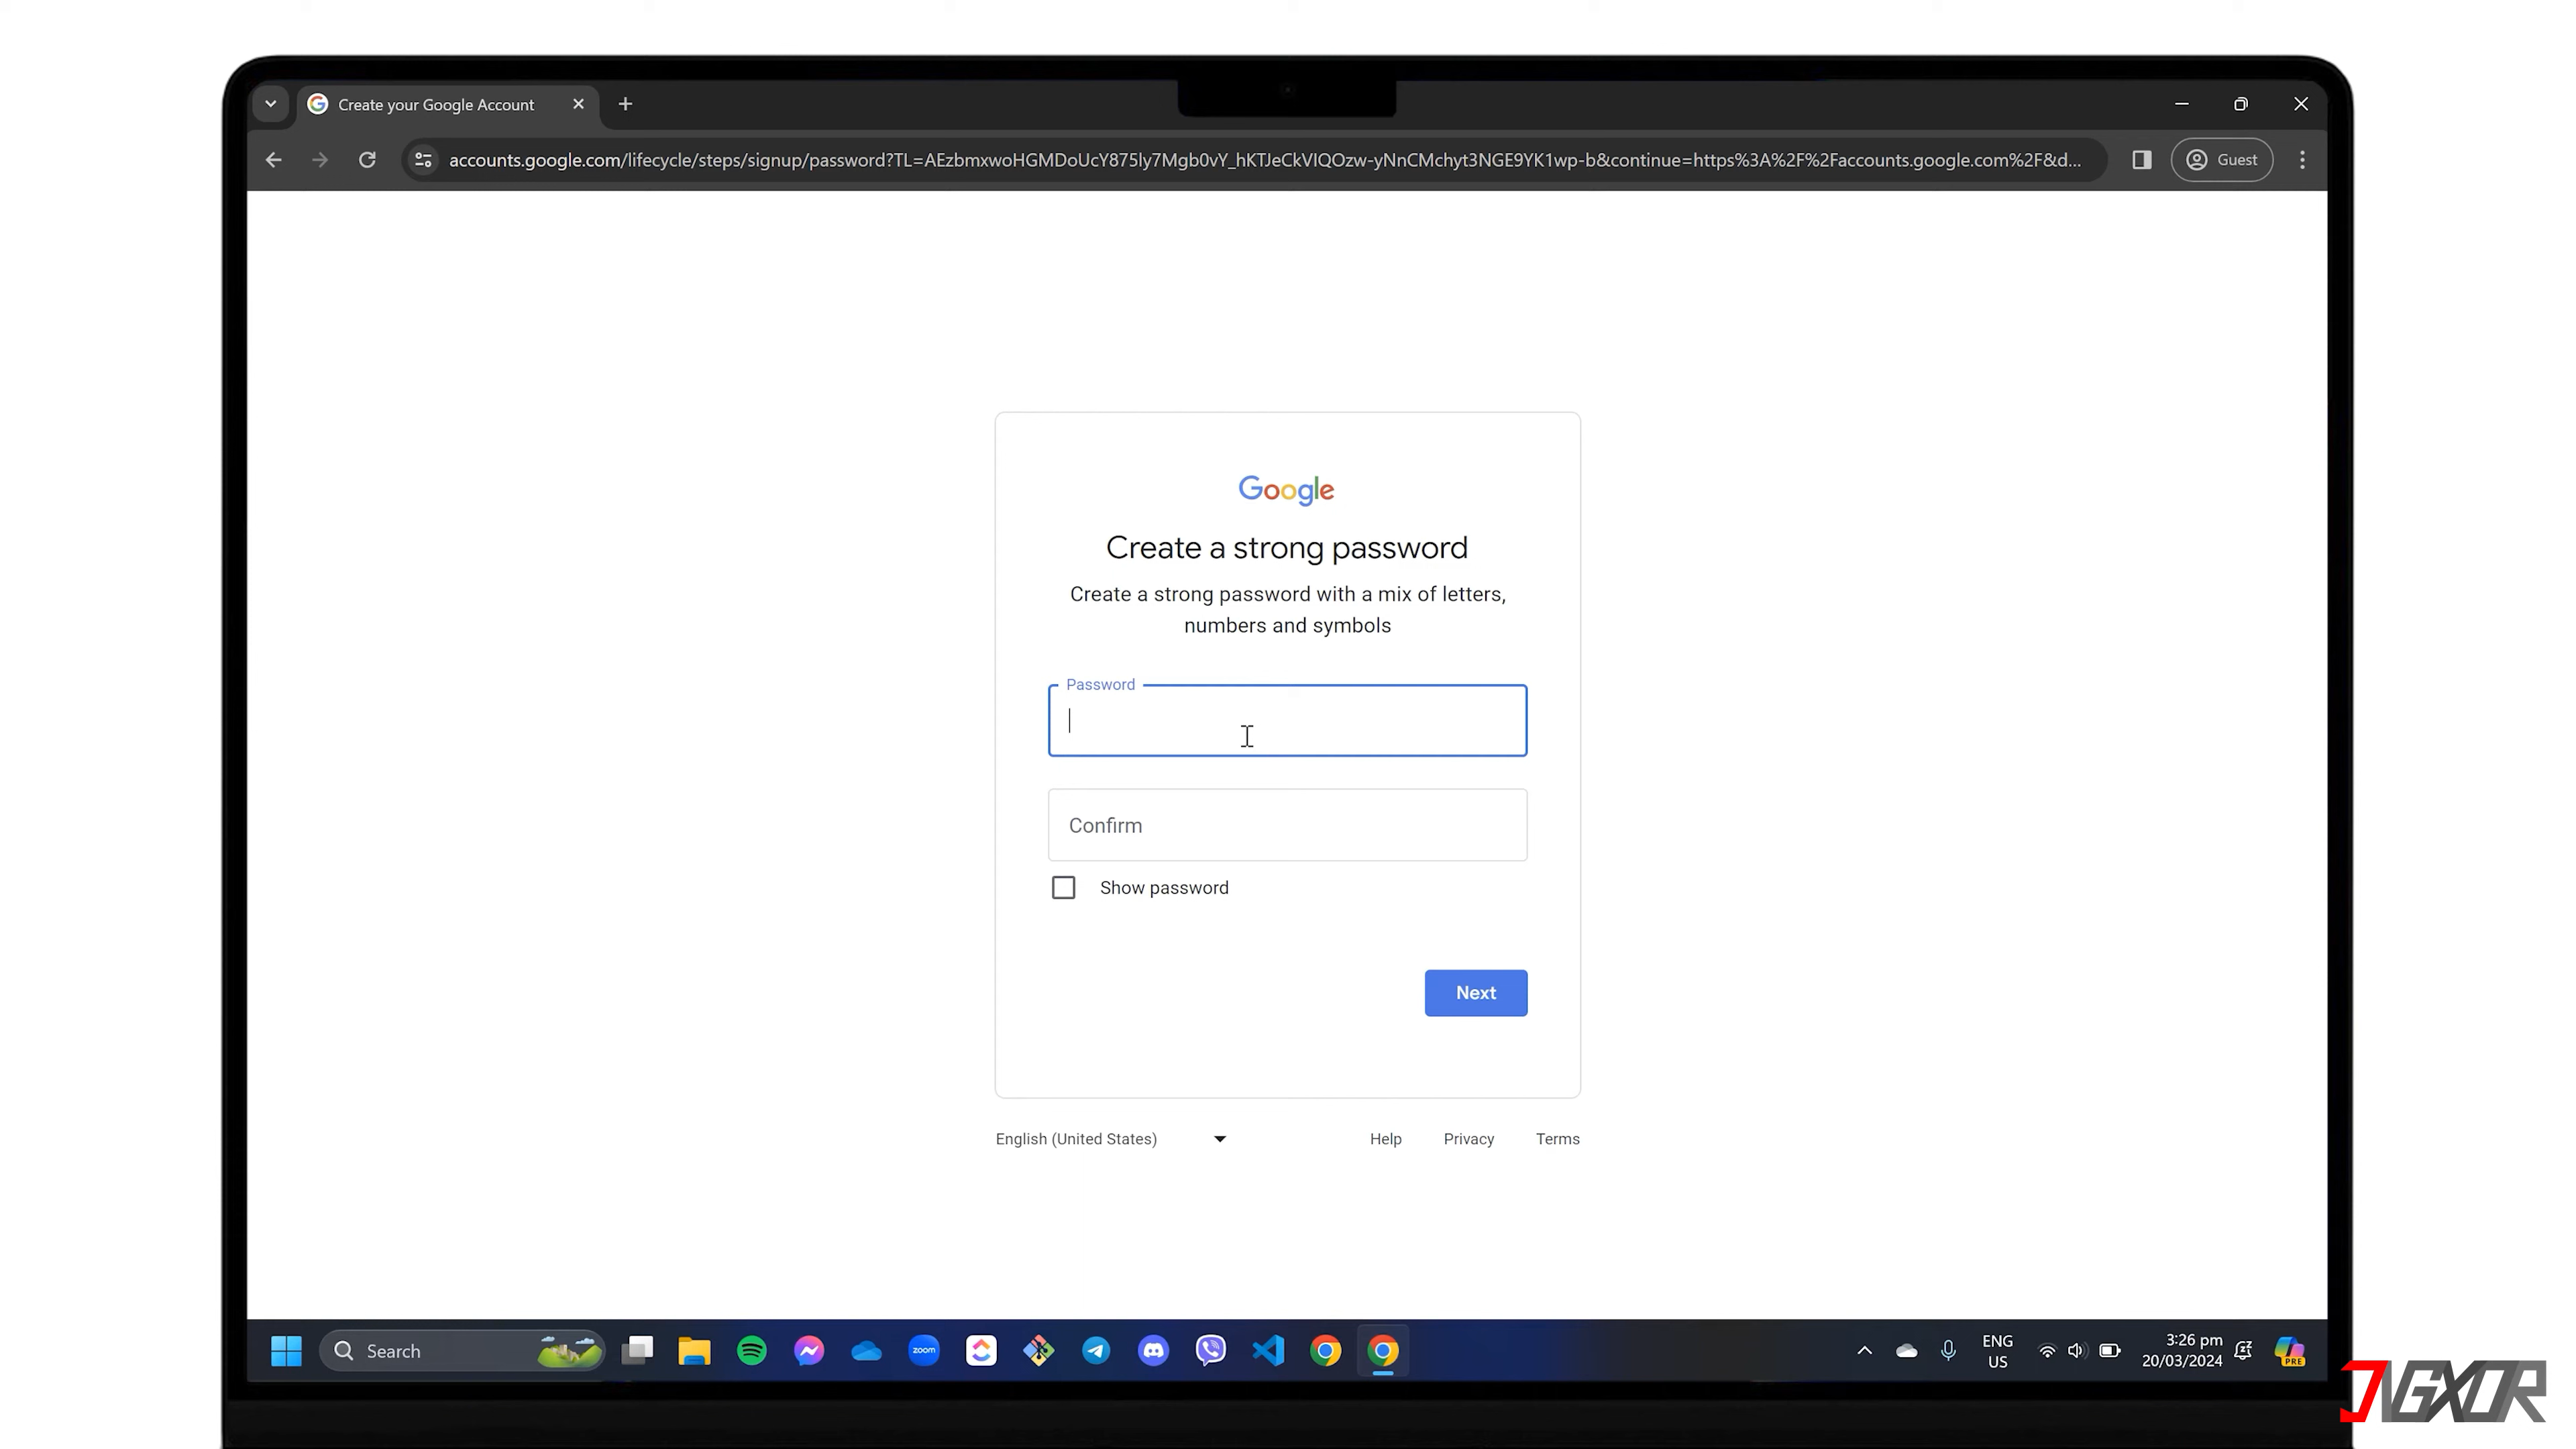 Create your Google Account
accounts.google.com/lifecycle/steps/signup/password?TL=AEzbmxwoHGMDoUcY875ly7Mgb0vY_hKTJeCkVIQOzw-yNnCMchyt3NGE9YK1wp-b&continue=https%3A%2F%2Faccounts.google.com%2F&d...
Guest
Google
Create a strong password
Create a strong password with a mix of letters,
numbers and symbols
Password
Confirm
Show password
Next
English (United States)
Help Privacy Terms
Search
zoom
ENG
US
3:26 pm
20/03/2024
PRE
JNGXOR